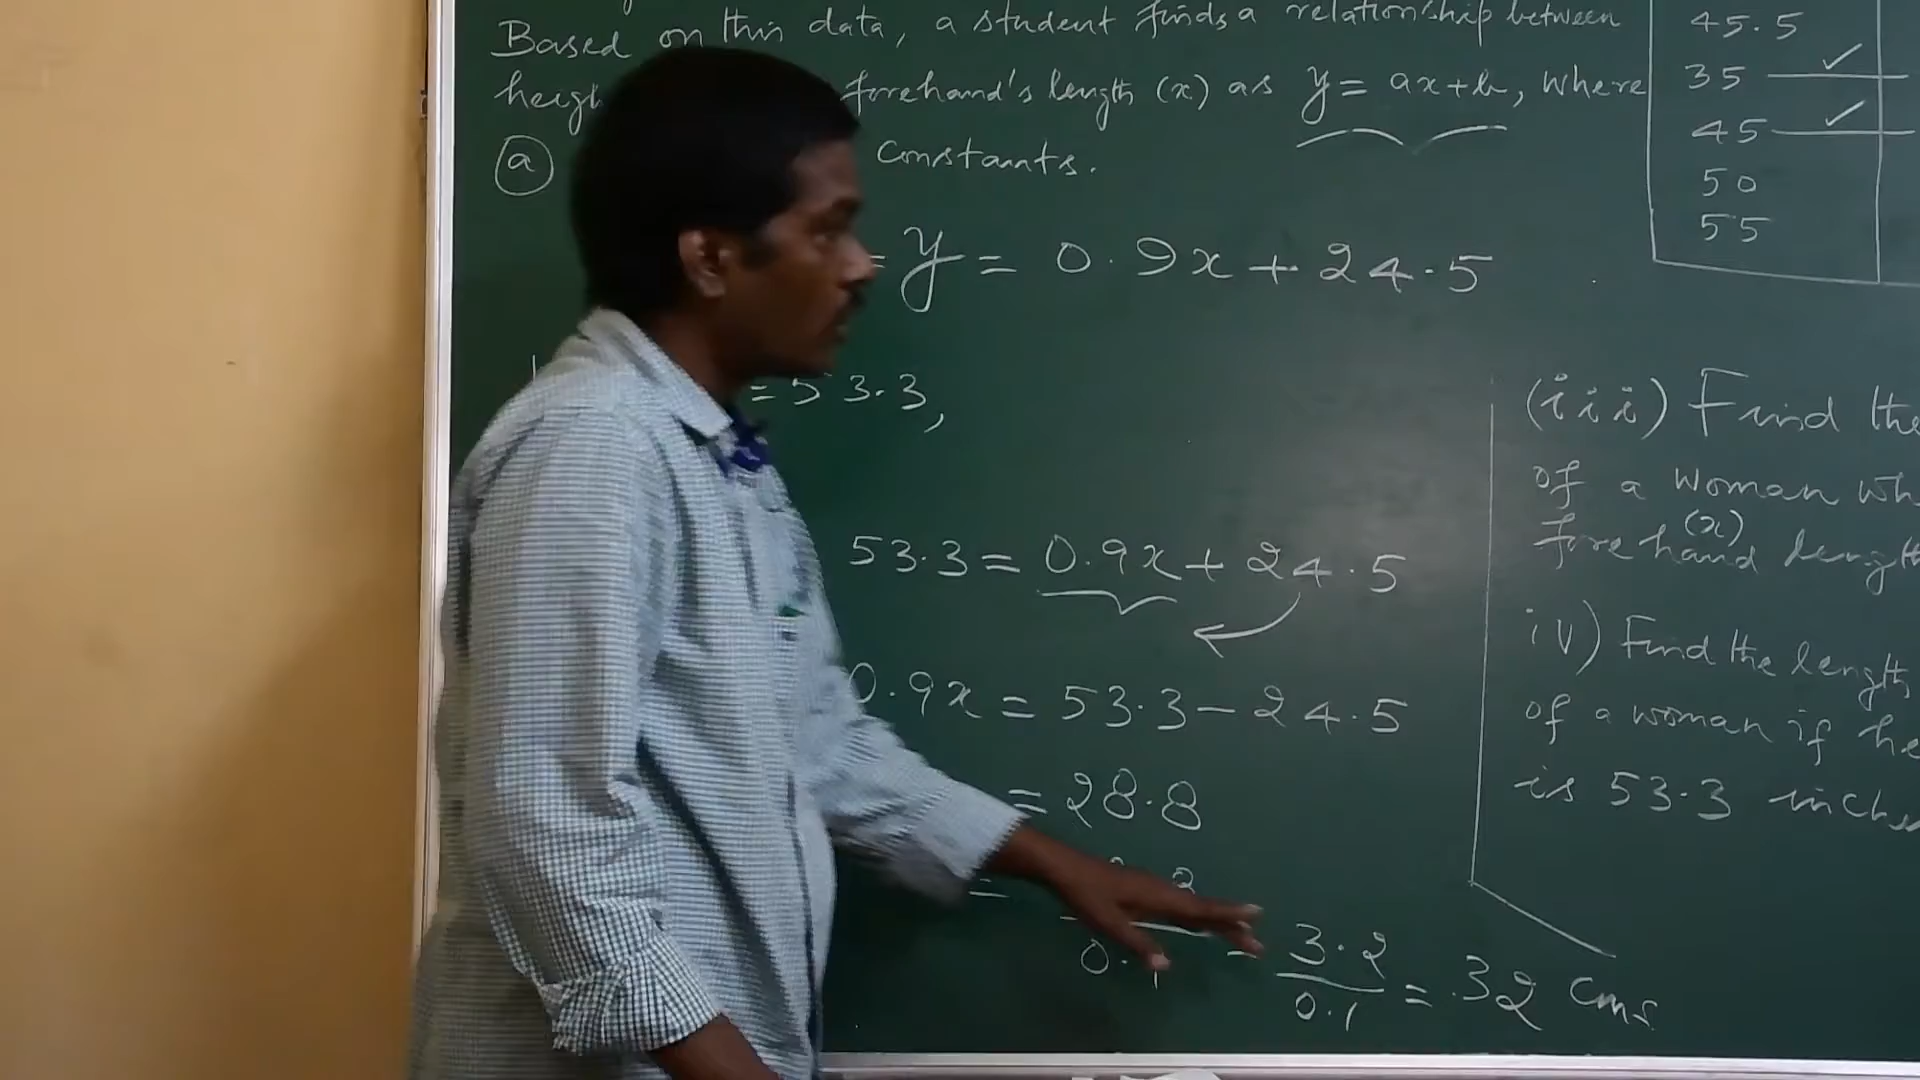 Based on this data, a student finds a relationship between
forehand's length (x) as y = ax+b, where
(a) constants.
= y = 0.9x + 24.5
= 53.3,
53.3 = 0.9x + 24.5
0.9x = 53.3 - 24.5
= 28.8
=
= 3.2 / 0.1 = 32 cms
45.5
35 ✓
45 ✓
50
55
(iii) Find the
of a woman
(x)
forehand length
iv) Find the length
of a woman if
is 53.3